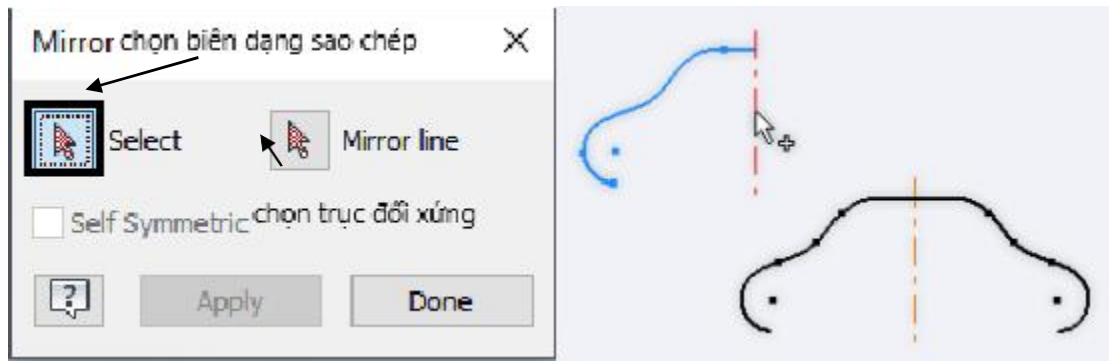 Mirror chọn biên dạng sao chép
Select
Mirror line
Self Symmetric chọn trục đối xứng
Apply
Done